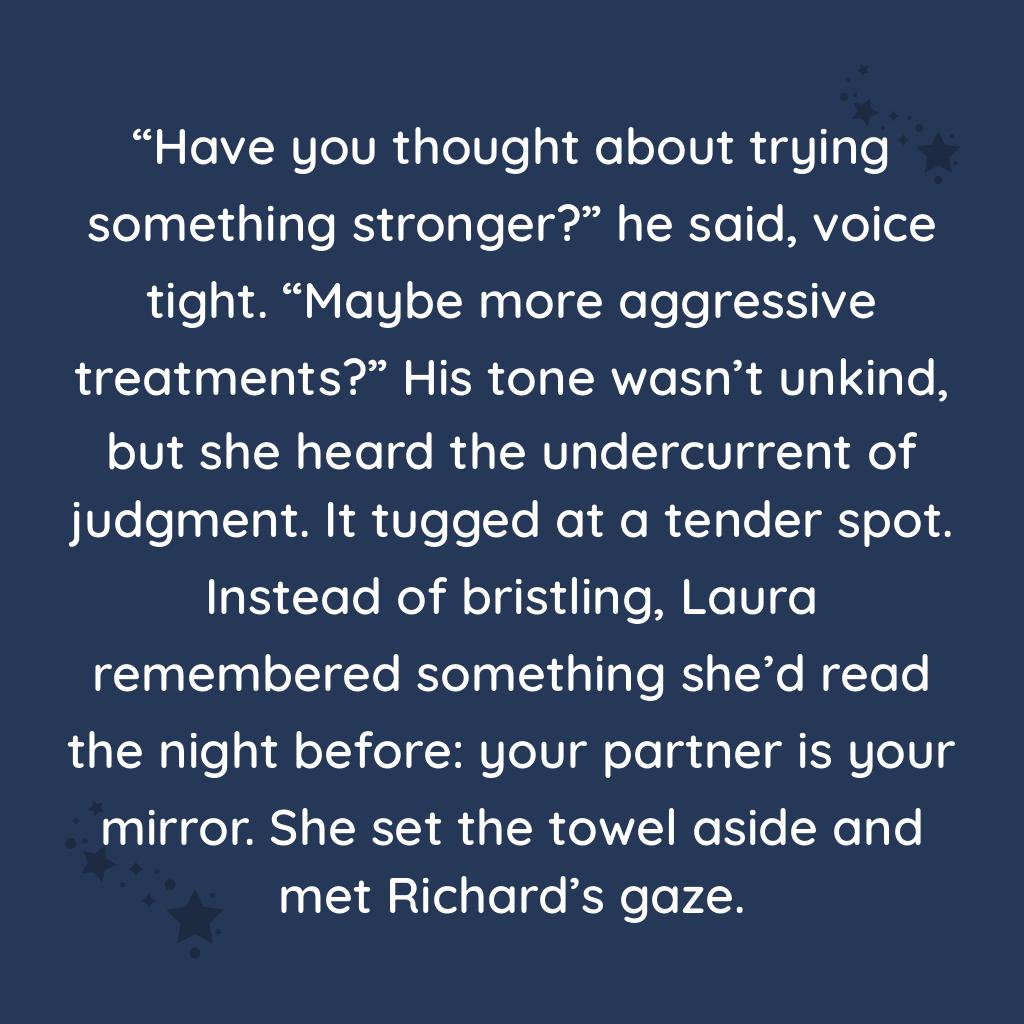 “Have you thought about trying
something stronger?” he said, voice
tight. “Maybe more aggressive
treatments?” His tone wasn’t unkind,
but she heard the undercurrent of
judgment. It tugged at a tender spot.
Instead of bristling, Laura
remembered something she’d read
the night before: your partner is your
mirror. She set the towel aside and
met Richard’s gaze.